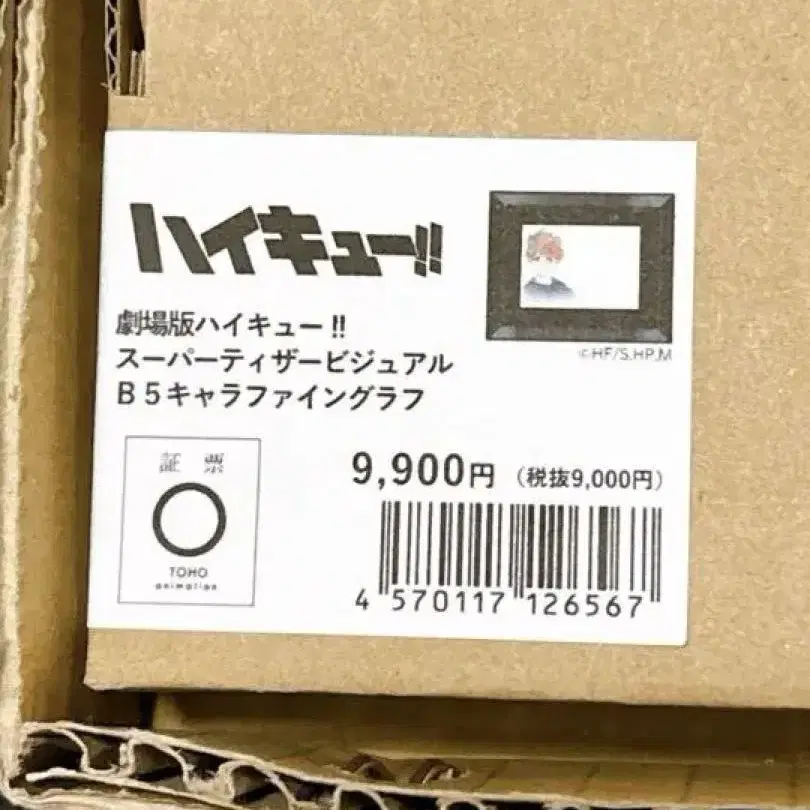 ハイキュー!!
劇場版ハイキュー!!
スーパーティザービジュアル
B5キャラファイングラフ
©HF/S,HP,M
証票
TOHO
animation
9,900円（税抜9,000円）
4 570117 126567